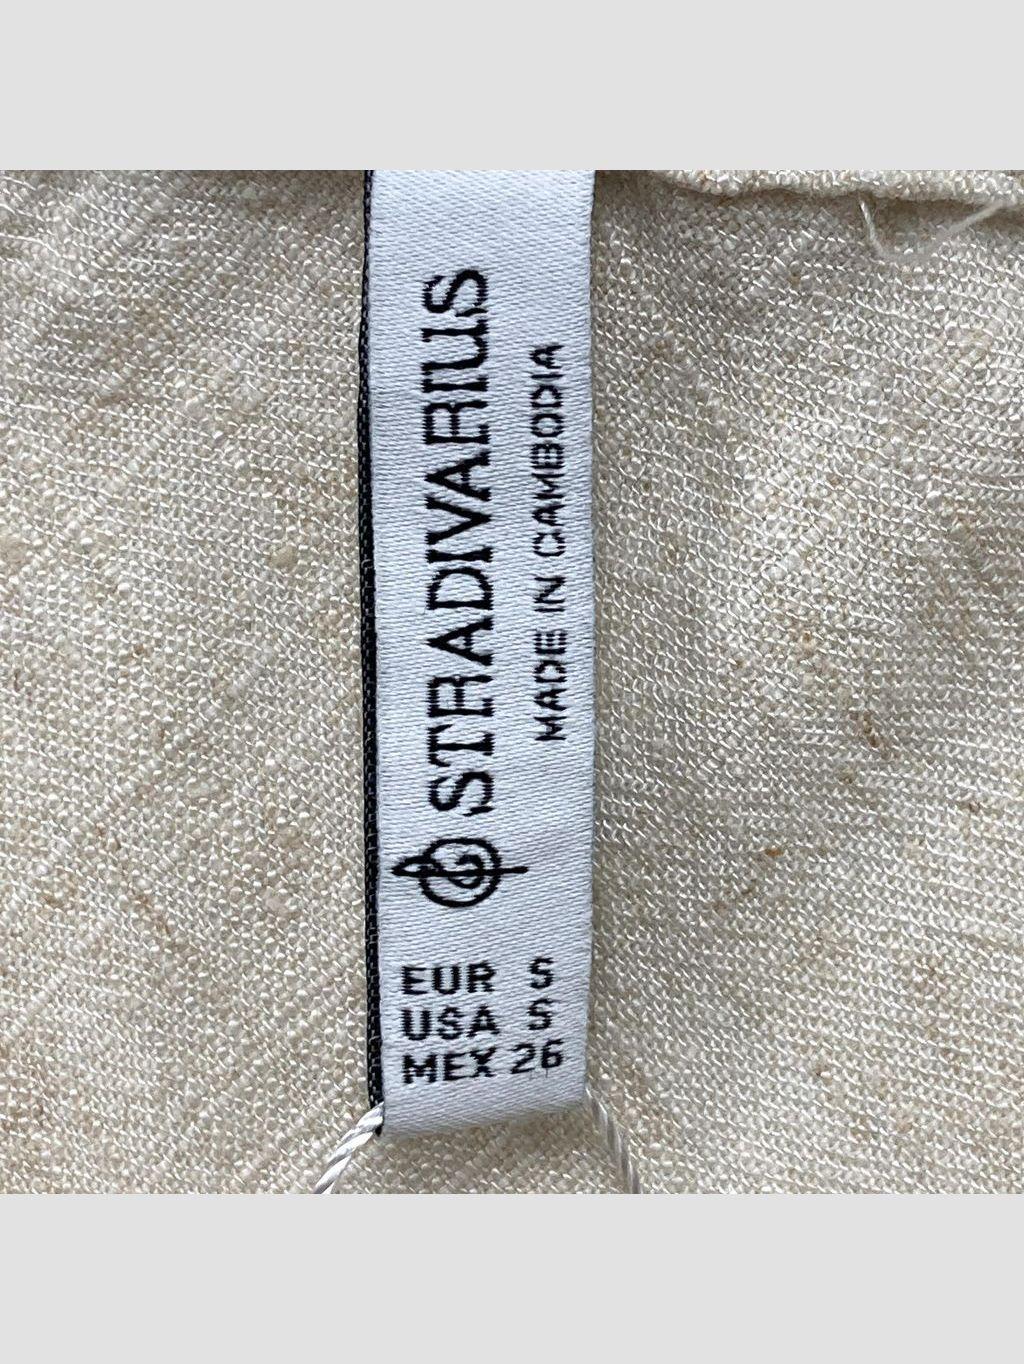 STRADIVARIUS
MADE IN CAMBODIA
EUR S
USA S
MEX 26